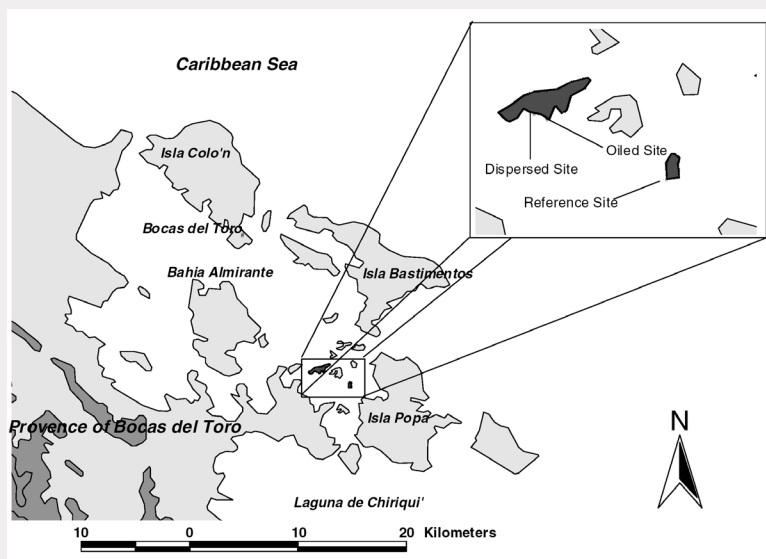 Caribbean Sea
Isla Colo'n
Oiled Site
Dispersed Site
Reference Site
Bocas del Toro
Bahia Almirante
Isla Bastimentos
Isla Popa
Provence of Bocas del Toro
N
Laguna de Chiriqui'
10 0 10 20 Kilometers